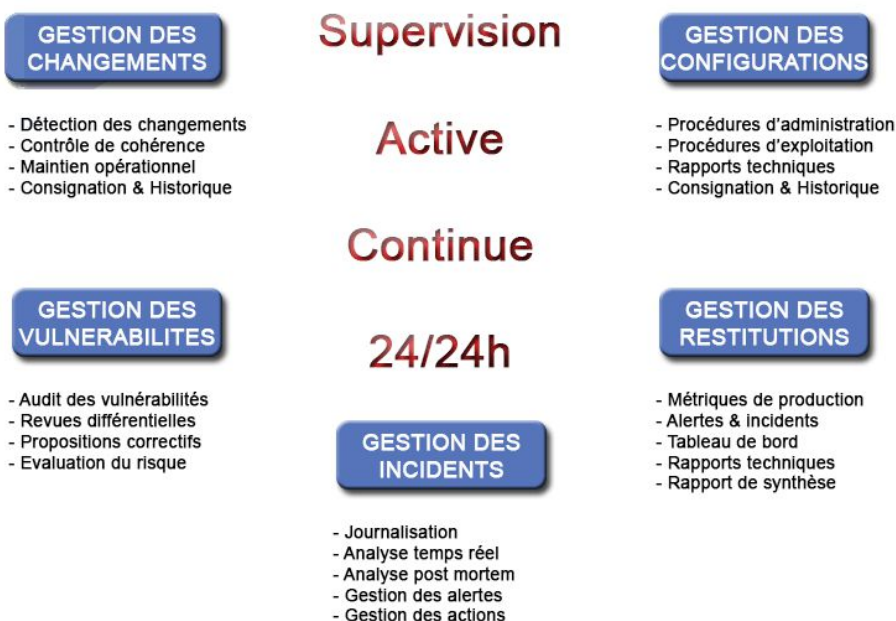 GESTION DES
CHANGEMENTS
- Détection des changements
- Contrôle de cohérence
- Maintien opérationnel
- Consignation & Historique
Supervision
Active
Continue
24/24h
GESTION DES
CONFIGURATIONS
- Procédures d’administration
- Procédures d’exploitation
- Rapports techniques
- Consignation & Historique
GESTION DES
VULNERABILITES
- Audit des vulnérabilités
- Revues différentielles
- Propositions correctifs
- Evaluation du risque
GESTION DES
INCIDENTS
- Journalisation
- Analyse temps réel
- Analyse post mortem
- Gestion des alertes
- Gestion des actions
GESTION DES
RESTITUTIONS
- Métriques de production
- Alertes & incidents
- Tableau de bord
- Rapports techniques
- Rapport de synthèse